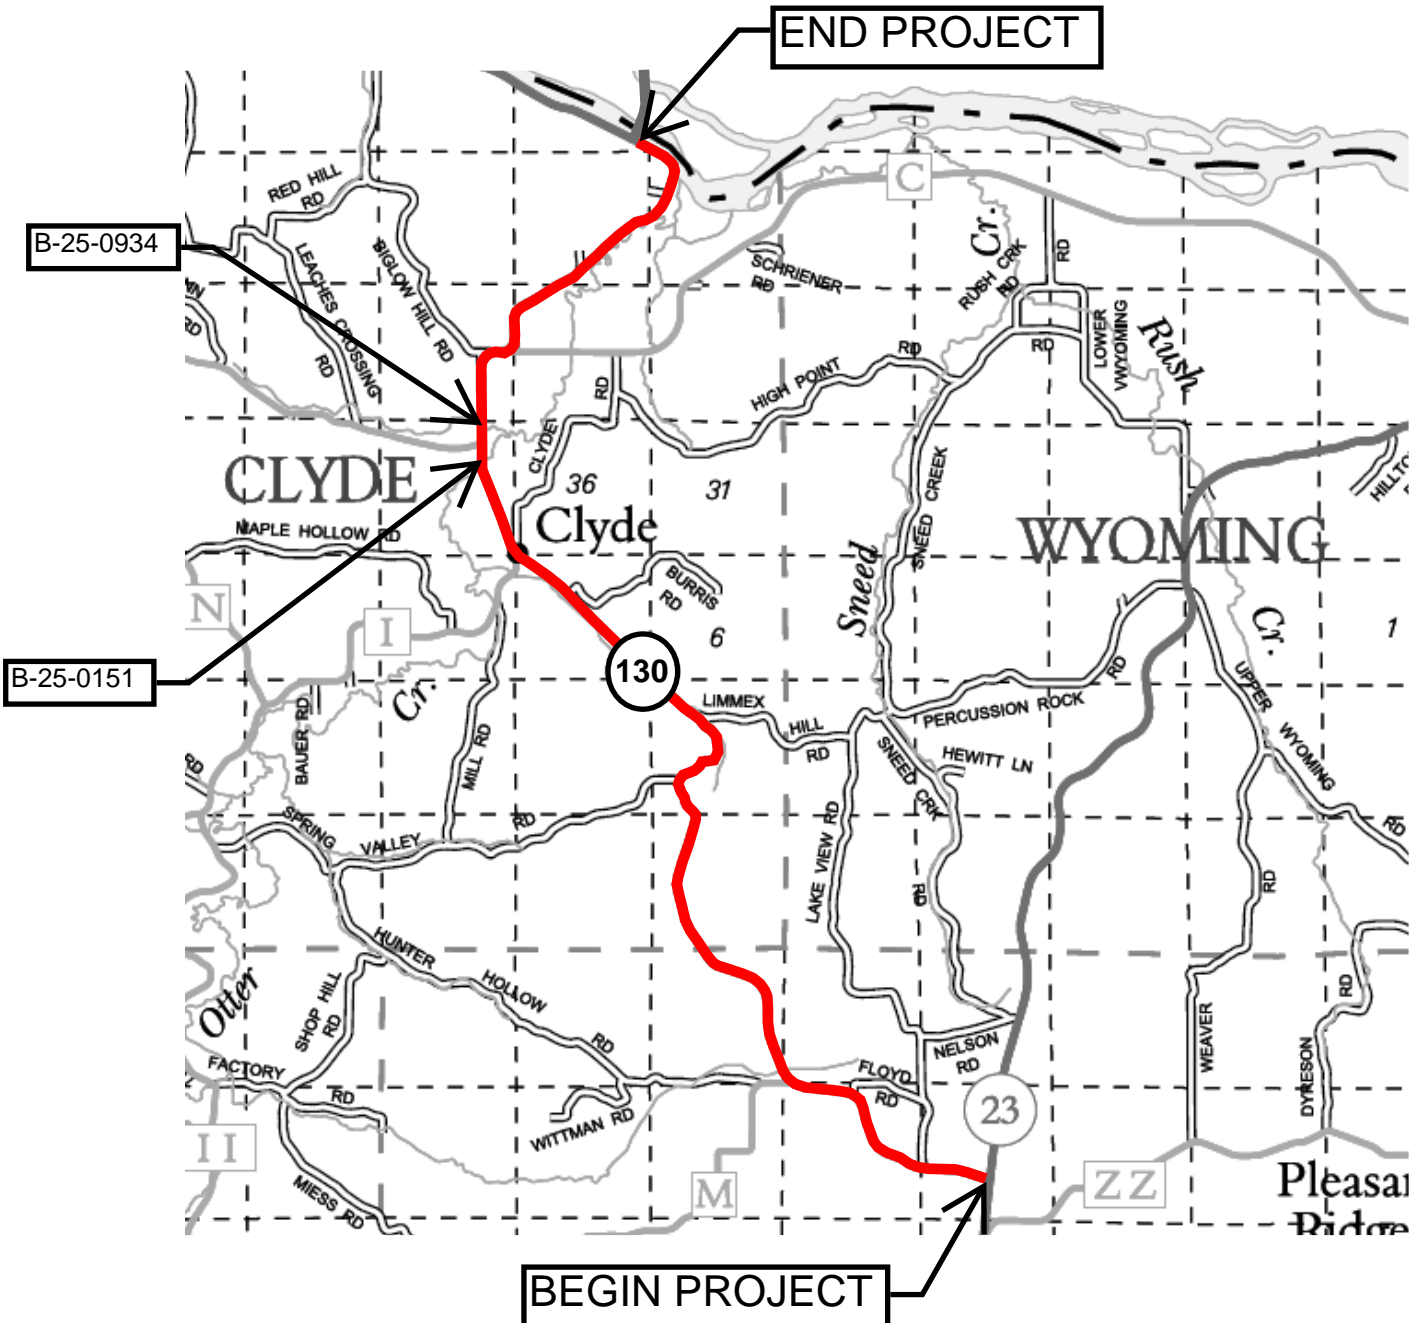 END PROJECT
C
RED HILL
RD
B-25-0934
LEACHES CROSSING
RD
BIGLOW HILL RD
SCHRIENER
RD
Cr.
RUSH CRK
RD
RD
RD
LOWER
Rush
RD
HIGH POINT
RD
RD
CLYDE
CLYDE
36
31
SNEED CREEK
HILLTO
Clyde
WYOMING
MAPLE HOLLOW RD
BURRIS
RD
Sneed
Cr.
N
I
6
1
B-25-0151
130
Cr.
LIMMEX
HILL
RD
PERCUSSION ROCK
RD
UPPER
WYOMING
RD
BAUER RD
MILL RD
SNEED CRK
RD
HEWITT LN
RD
SPRING
VALLEY
RD
LAKE VIEW RD
RD
HUNTER
HOLLOW
RD
Otter
SHOP HILL
RD
RD
FACTORY
RD
WITTMAN RD
FLOYD
RD
NELSON
RD
WEAVER
DYRESON
23
II
M
ZZ
MIESS RD
Pleasa
Ridge
BEGIN PROJECT